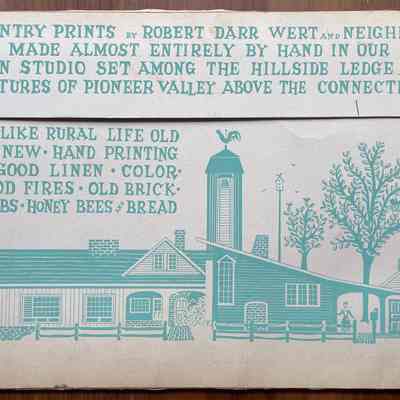 NTRY PRINTS BY ROBERT DARR WERT AND NEIGH
MADE ALMOST ENTIRELY BY HAND IN OUR
N STUDIO SET AMONG THE HILLSIDE LEDGE
TURES OF PIONEER VALLEY ABOVE THE CONNECTI
LIKE RURAL LIFE OLD
NEW · HAND PRINTING
GOOD LINEN · COLOR ·
OD FIRES · OLD BRICK ·
BS · HONEY BEES & BREAD